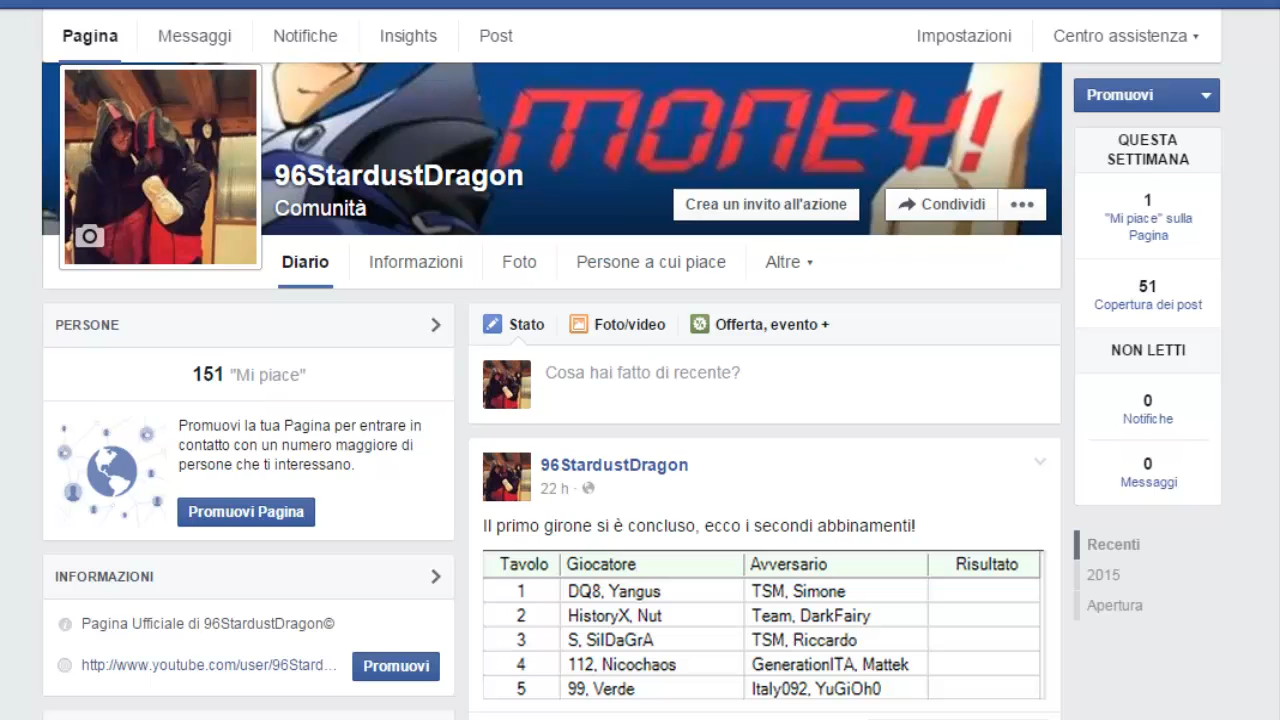 Pagina Messaggi Notifiche Insights Post Impostazioni Centro assistenza
MONEY!
96StardustDragon
Comunità
Crea un invito all'azione Condividi
Diario Informazioni Foto Persone a cui piace Altre
Promuovi
QUESTA
SETTIMANA
1
"Mi piace" sulla
Pagina
51
Copertura dei post
NON LETTI
0
Notifiche
0
Messaggi
Recenti
2015
Apertura
PERSONE
151 "Mi piace"
Promuovi la tua Pagina per entrare in
contatto con un numero maggiore di
persone che ti interessano.
Promuovi Pagina
INFORMAZIONI
Pagina Ufficiale di 96StardustDragon©
http://www.youtube.com/user/96Stard... Promuovi
Stato Foto/video Offerta, evento +
Cosa hai fatto di recente?
96StardustDragon
22 h ·
Il primo girone si è concluso, ecco i secondi abbinamenti!
Tavolo Giocatore Avversario Risultato
1 DQ8, Yangus TSM, Simone
2 HistoryX, Nut Team, DarkFairy
3 S, SilDaGrA TSM, Riccardo
4 112, Nicochaos GenerationITA, Mattek
5 99, Verde Italy092, YuGiOh0